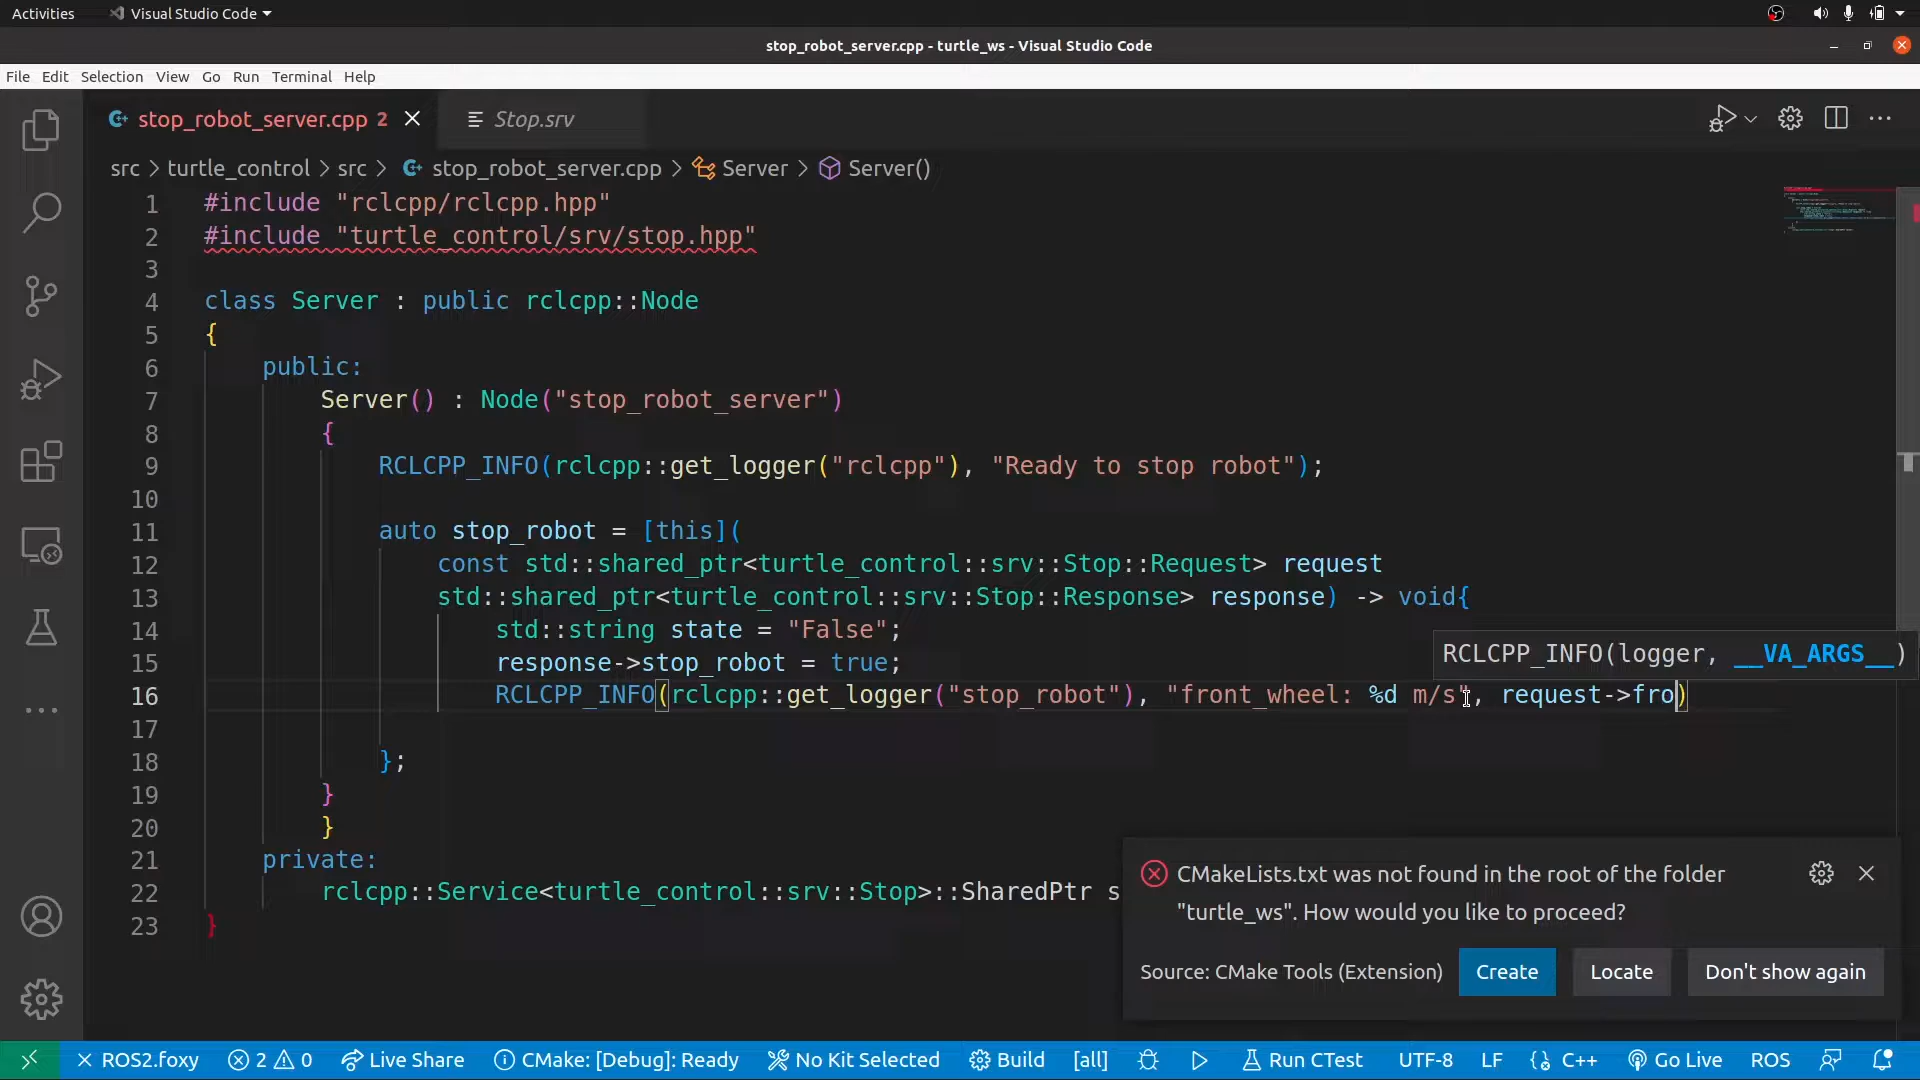 Activities Visual Studio Code
stop_robot_server.cpp - turtle_ws - Visual Studio Code
File Edit Selection View Go Run Terminal Help
stop_robot_server.cpp 2 Stop.srv
src > turtle_control > src > stop_robot_server.cpp > Server > Server()
1 #include "rclcpp/rclcpp.hpp"
2 #include "turtle_control/srv/stop.hpp"
3
4 class Server : public rclcpp::Node
5 {
6 public:
7 Server() : Node("stop_robot_server")
8 {
9 RCLCPP_INFO(rclcpp::get_logger("rclcpp"), "Ready to stop robot");
10
11 auto stop_robot = [this](
12 const std::shared_ptr<turtle_control::srv::Stop::Request> request
13 std::shared_ptr<turtle_control::srv::Stop::Response> response) -> void{
14 std::string state = "False";
RCLCPP_INFO(logger, __VA_ARGS__)
15 response->stop_robot = true;
16 RCLCPP_INFO(rclcpp::get_logger("stop_robot"), "front_wheel: %d m/s", request->fro)
17
18 };
19 }
20 }
21 private:
22 rclcpp::Service<turtle_control::srv::Stop>::SharedPtr s
23 }
CMakeLists.txt was not found in the root of the folder
"turtle_ws". How would you like to proceed?
Source: CMake Tools (Extension) Create Locate Don't show again
ROS2.foxy 2 0 Live Share CMake: [Debug]: Ready No Kit Selected Build [all] Run CTest UTF-8 LF C++ Go Live ROS